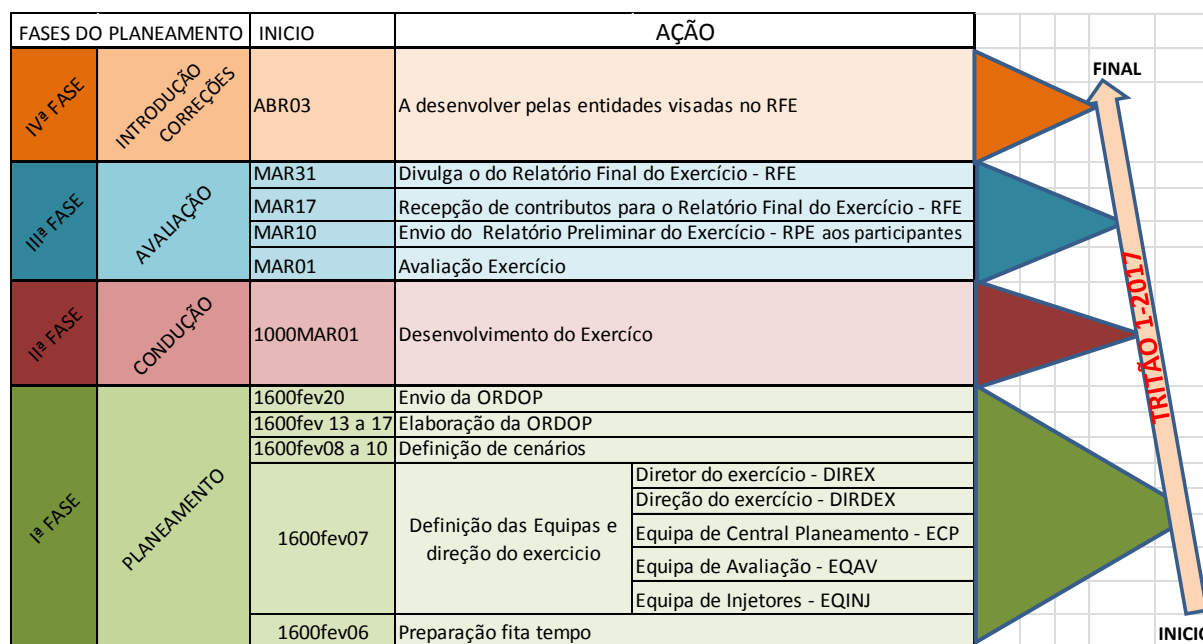 FASES DO PLANEAMENTO INICIO AÇÃO
IVª FASE
INTRODUÇÃO
CORREÇÕES
ABR03 A desenvolver pelas entidades visadas no RFE
IIIª FASE
AVALIAÇÃO
MAR31 Divulga o do Relatório Final do Exercício - RFE
MAR17 Recepção de contributos para o Relatório Final do Exercício - RFE
MAR10 Envio do Relatório Preliminar do Exercício - RPE aos participantes
MAR01 Avaliação Exercício
IIª FASE
CONDUÇÃO
1000MAR01 Desenvolvimento do Exercíco
Iª FASE
PLANEAMENTO
1600fev20 Envio da ORDOP
1600fev 13 a 17 Elaboração da ORDOP
1600fev08 a 10 Definição de cenários
1600fev07
Definição das Equipas e
direção do exercicio
Diretor do exercício - DIREX
Direção do exercício - DIRDEX
Equipa de Central Planeamento - ECP
Equipa de Avaliação - EQAV
Equipa de Injetores - EQINJ
1600fev06 Preparação fita tempo
FINAL
TRITÃO 1-2017
INICIO